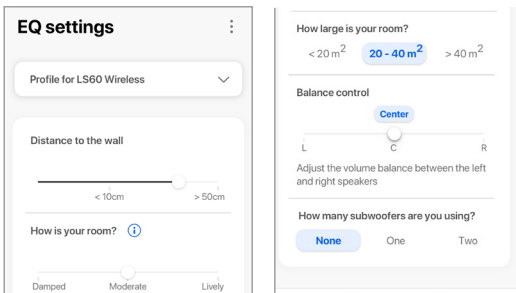 EQ settings
Profile for LS60 Wireless
Distance to the wall
< 10cm
> 50cm
How is your room?
Damped
Moderate
Lively
How large is your room?
< 20 m²
20 - 40 m²
> 40 m²
Balance control
Center
L
C
R
Adjust the volume balance between the left
and right speakers
How many subwoofers are you using?
None
One
Two